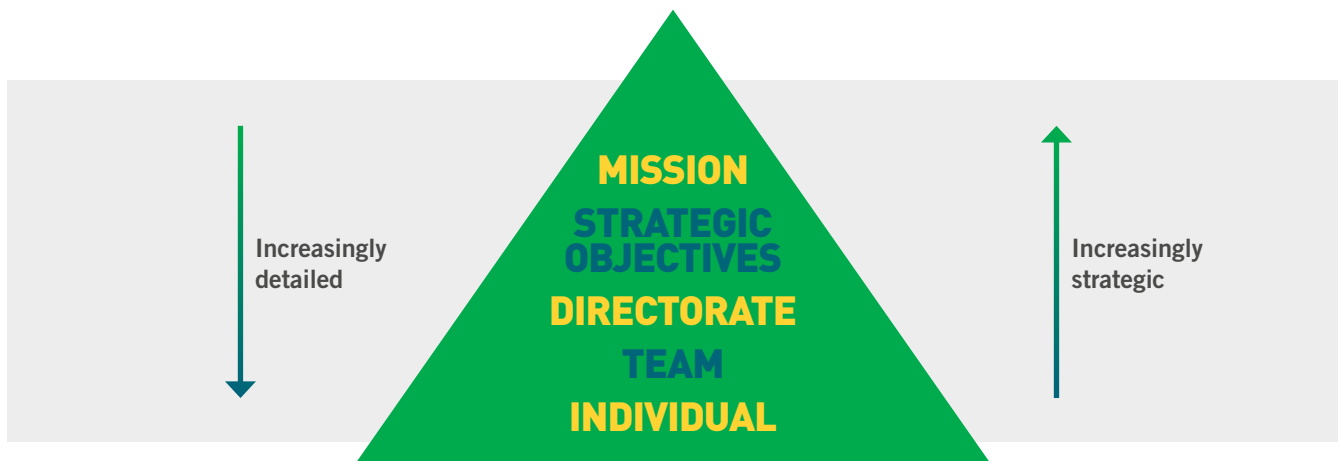 MISSION
STRATEGIC
OBJECTIVES
DIRECTORATE
TEAM
INDIVIDUAL
Increasingly
detailed
Increasingly
strategic